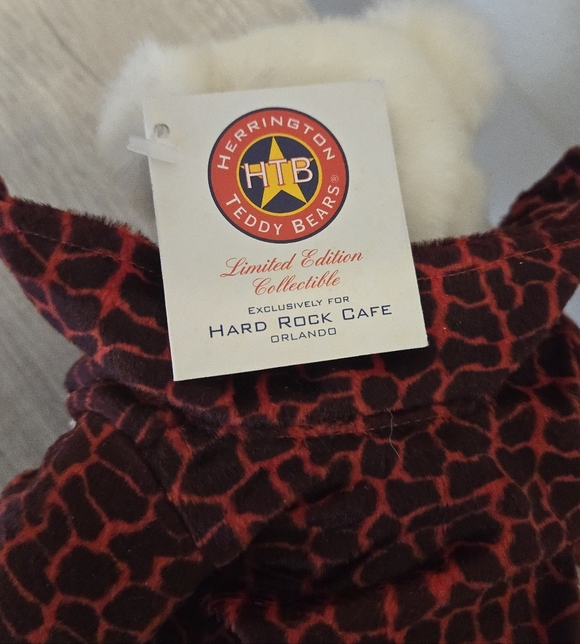 HERRINGTON
HTB
TEDDY BEARS®
Limited Edition
Collectible
EXCLUSIVELY FOR
HARD ROCK CAFE
ORLANDO